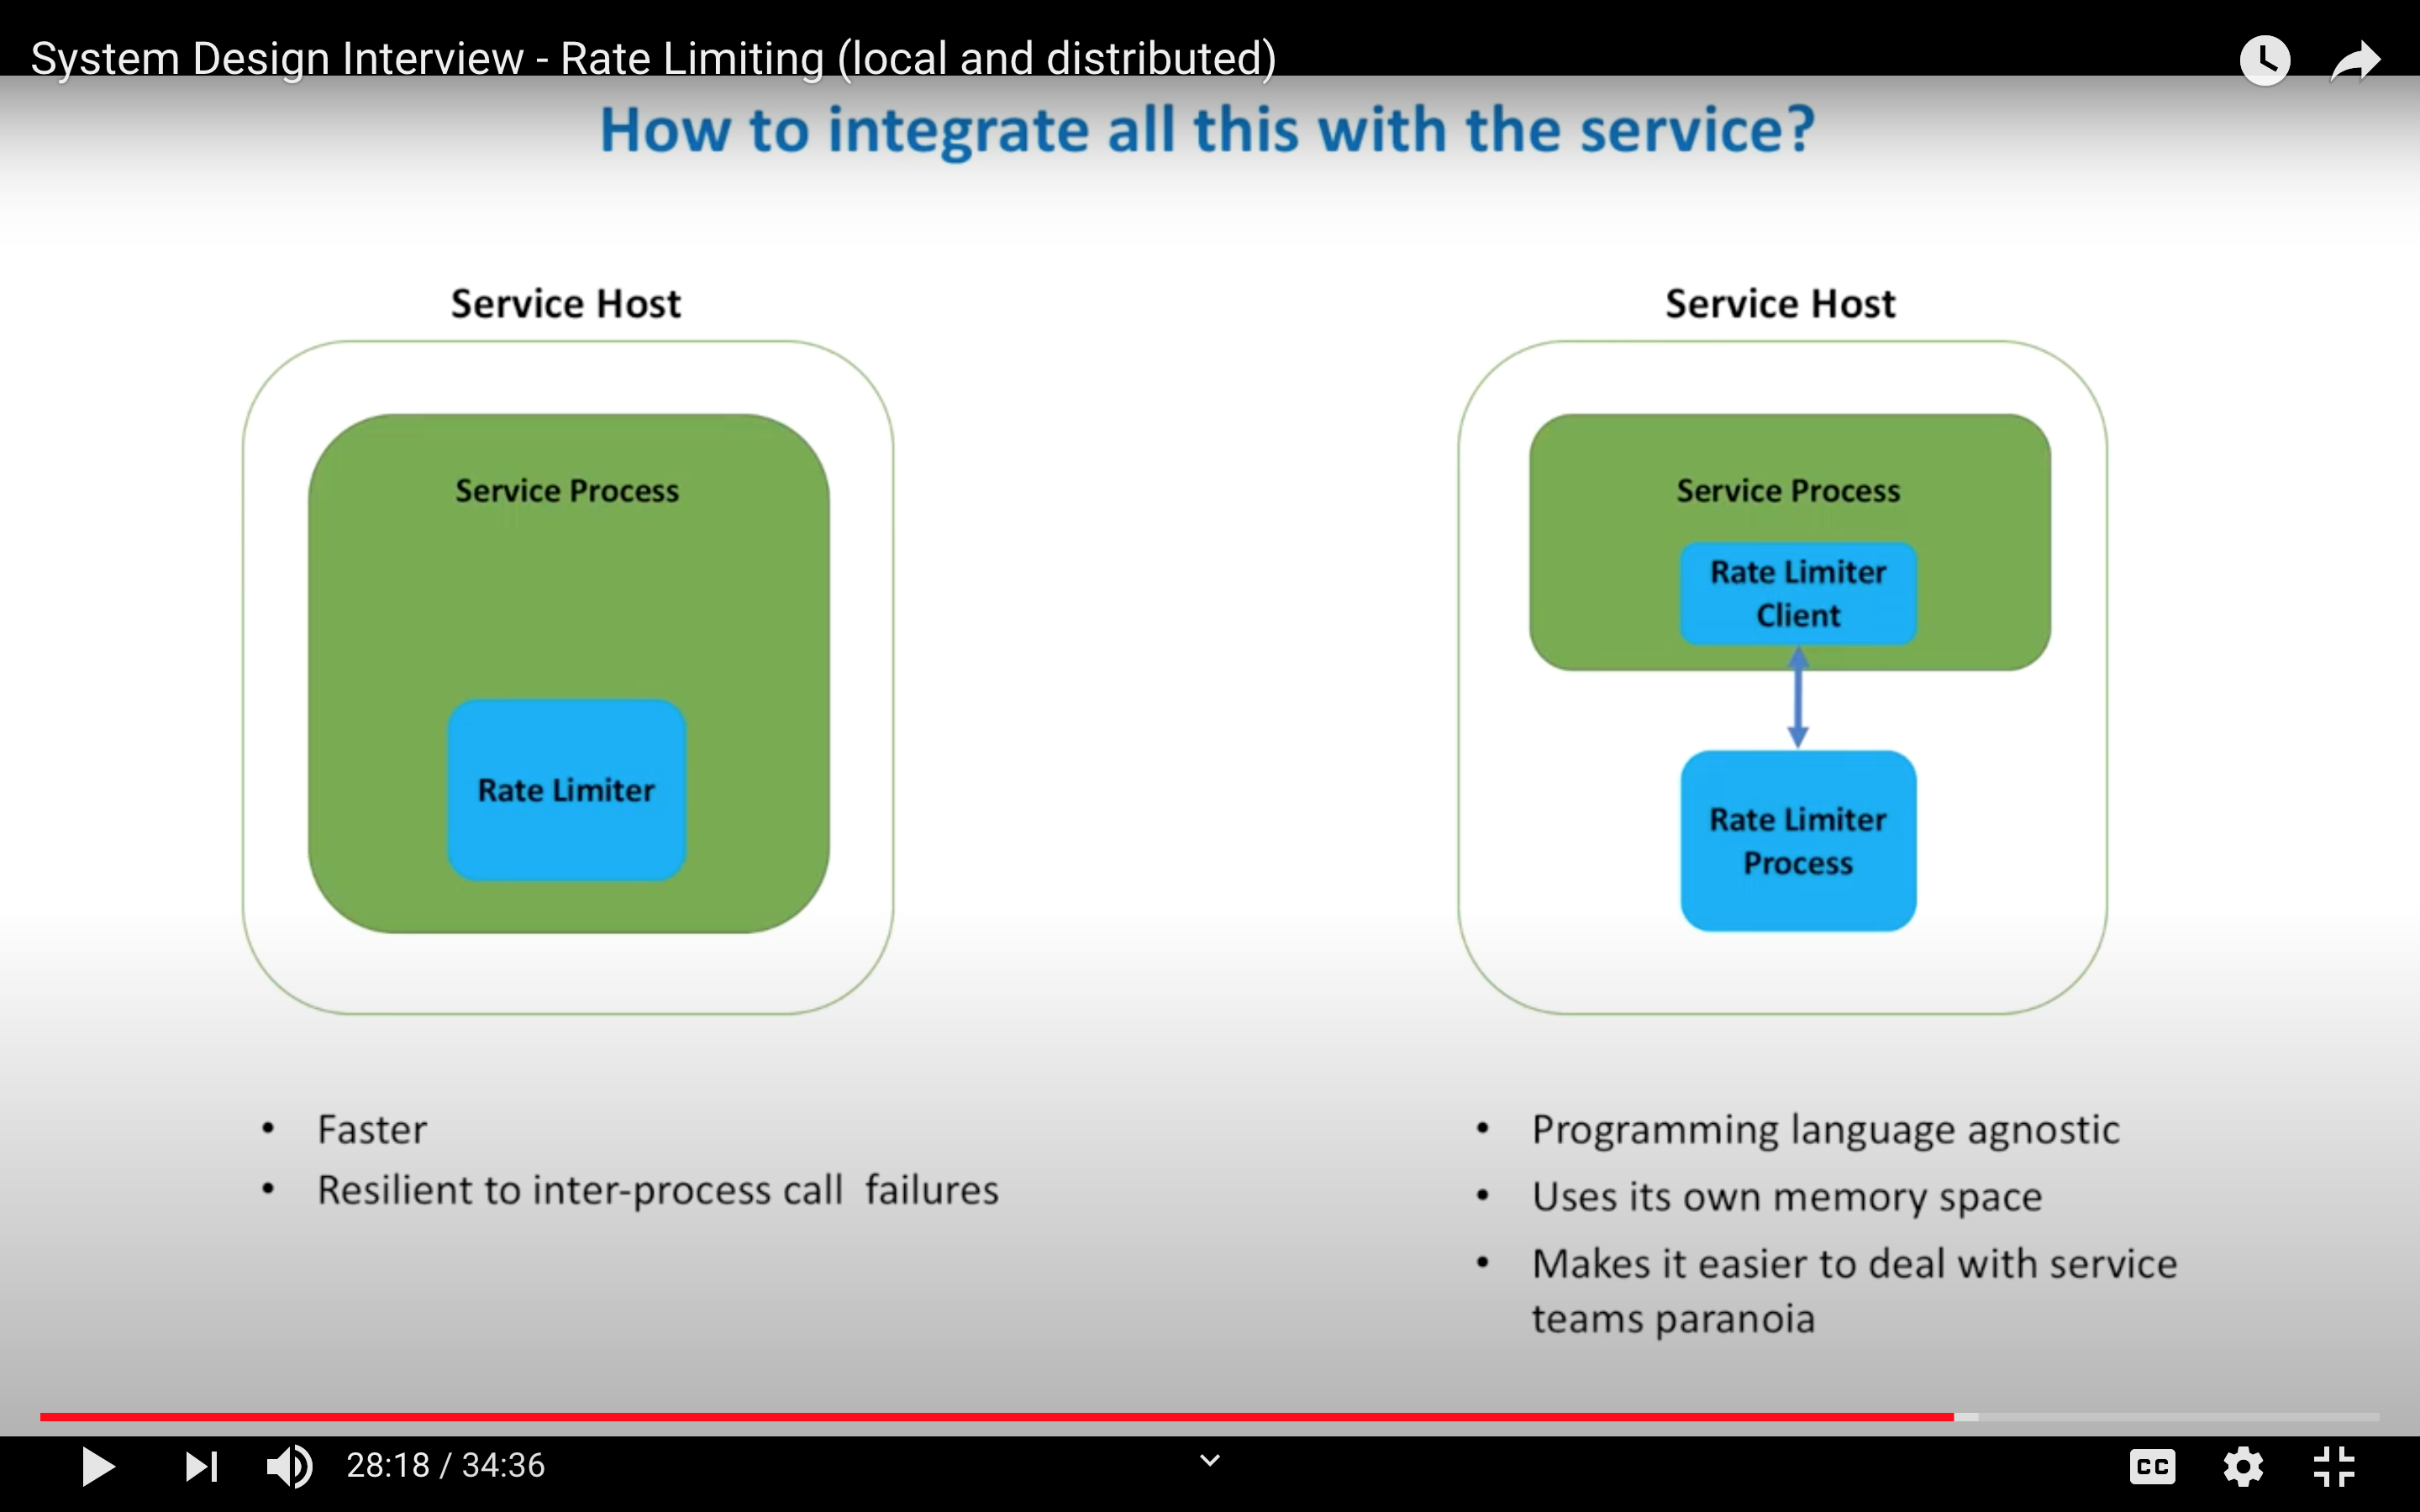 System Design Interview - Rate Limiting (local and distributed)
How to integrate all this with the service?
Service Host
Service Process
Rate Limiter
• Faster
• Resilient to inter-process call failures
Service Host
Service Process
Rate Limiter
Client
Rate Limiter
Process
• Programming language agnostic
• Uses its own memory space
• Makes it easier to deal with service
teams paranoia
28:18 / 34:36
CC